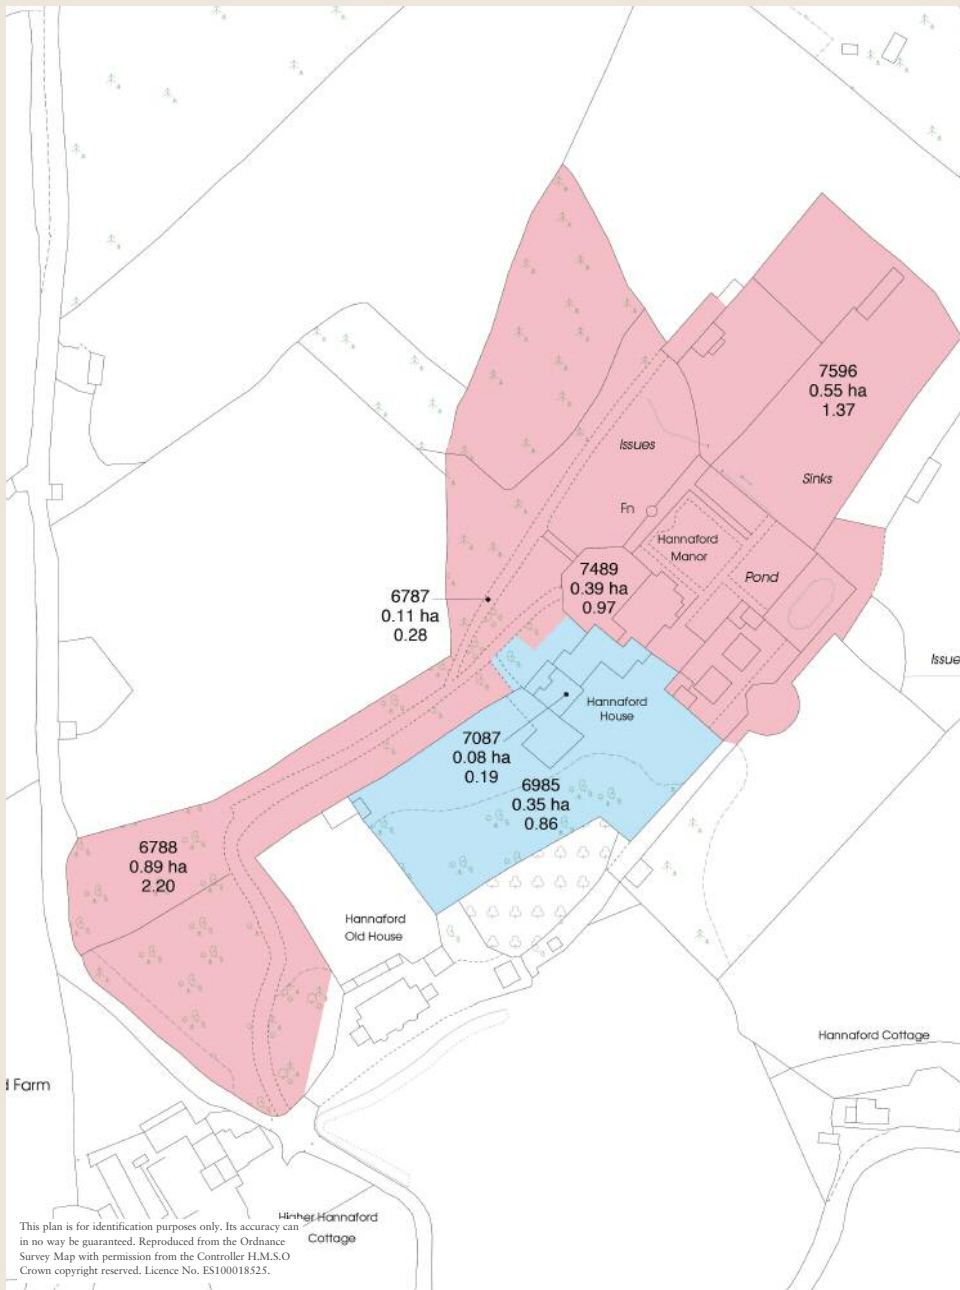 7596
0.55 ha
1.37
Issues
Sinks
Fn
Hannaford
Manor
Pond
7489
0.39 ha
0.97
6787
0.11 ha
0.28
Issue
Hannaford
House
7087
0.08 ha
0.19
6985
0.35 ha
0.86
6788
0.89 ha
2.20
Hannaford
Old House
Hannaford Cottage
d Farm
Higher Hannaford
Cottage
This plan is for identification purposes only. Its accuracy can
in no way be guaranteed. Reproduced from the Ordnance
Survey Map with permission from the Controller H.M.S.O
Crown copyright reserved. Licence No. ES100018525.